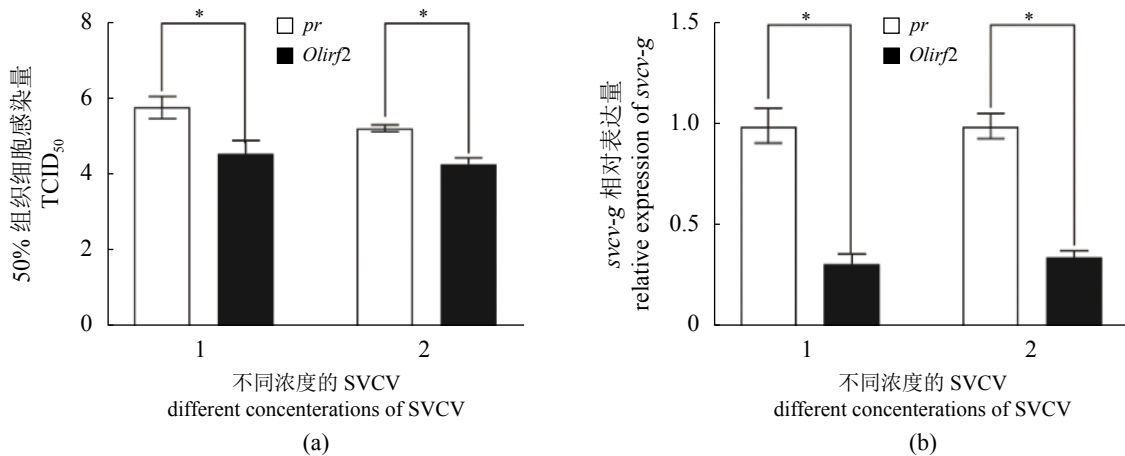 50% 组织细胞感染量
TCID50
8
6
4
2
0
*
*
pr
Olirf2
1
2
不同浓度的 SVCV
different concenterations of SVCV
(a)
svcv-g 相对表达量
relative expression of svcv-g
1.5
1.0
0.5
0
*
*
pr
Olirf2
1
2
不同浓度的 SVCV
different concenterations of SVCV
(b)